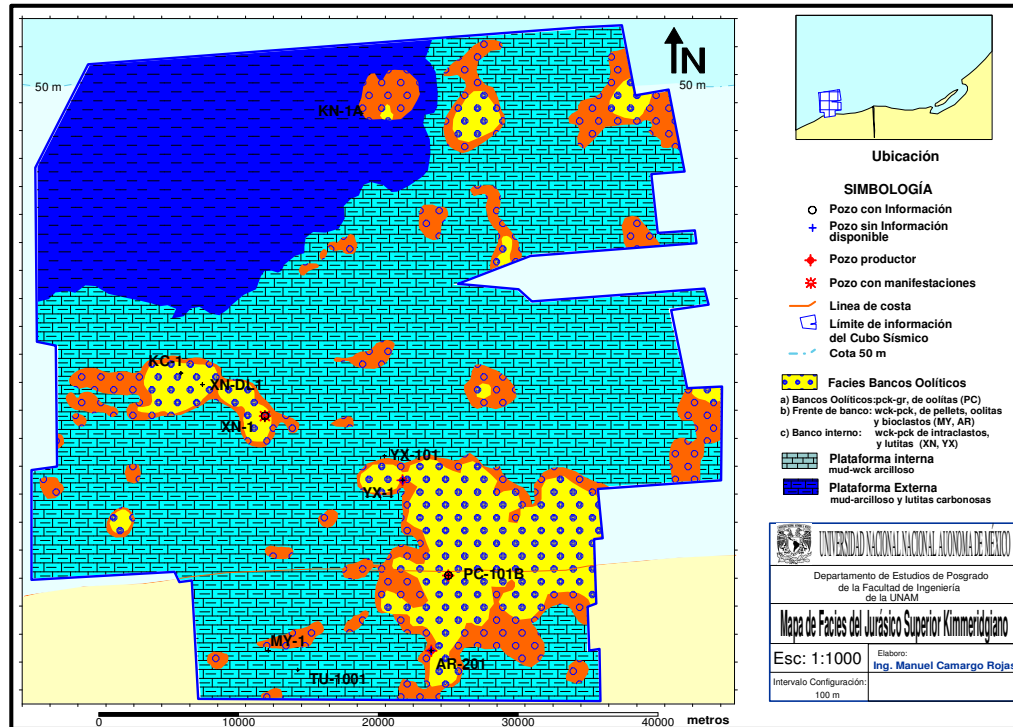 50 m
N
50 m
KN-1A
KC-1
XN-DL-1
XN-1
YX-101
YX-1
PC-101B
MY-1
AR-201
TU-1001
0
10000
20000
30000
40000
metros
Ubicación
SIMBOLOGÍA
Pozo con Información
Pozo sin Información
disponible
Pozo productor
Pozo con manifestaciones
Linea de costa
Límite de información
del Cubo Sísmico
Cota 50 m
Facies Bancos Oolíticos
a) Bancos Oolíticos:pck-gr, de oolitas (PC)
b) Frente de banco: wck-pck, de pellets, oolitas
y bioclastos (MY, AR)
c) Banco interno: wck-pck de intraclastos,
y lutitas (XN, YX)
Plataforma interna
mud-wck arcilloso
Plataforma Externa
mud-arcilloso y lutitas carbonosas
UNIVERSIDAD NACIONAL NACIONAL AUTONOMA DE MÉXICO
Departamento de Estudios de Posgrado
de la Facultad de Ingeniería
de la UNAM
Mapa de Facies del Jurásico Superior Kimmeridgiano
Esc: 1:1000
Elaboro:
Ing. Manuel Camargo Rojas
Intervalo Configuración:
100 m